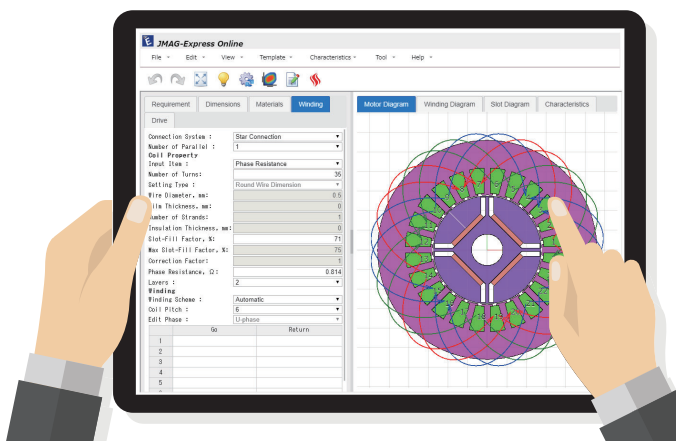 JMAG-Express Online
File Edit View Template Characteristics Tool Help
Requirement Dimensions Materials Winding
Drive
Motor Diagram Winding Diagram Slot Diagram Characteristics
Connection System : Star Connection
Number of Parallel : 1
Coil Property
Input Item : Phase Resistance
Number of Turns: 35
Setting Type : Round Wire Dimension
Wire Diameter, mm: 0.5
Film Thickness, mm: 0
Number of Strands: 1
Insulation Thickness, mm: 0
Slot-Fill Factor, %: 71
Max Slot-Fill Factor, %: 75
Correction Factor: 1
Phase Resistance, Ω: 0.814
Layers : 2
Winding
Winding Scheme : Automatic
Coil Pitch : 6
Edit Phase : U-phase
Go Return
1
2
3
4
5